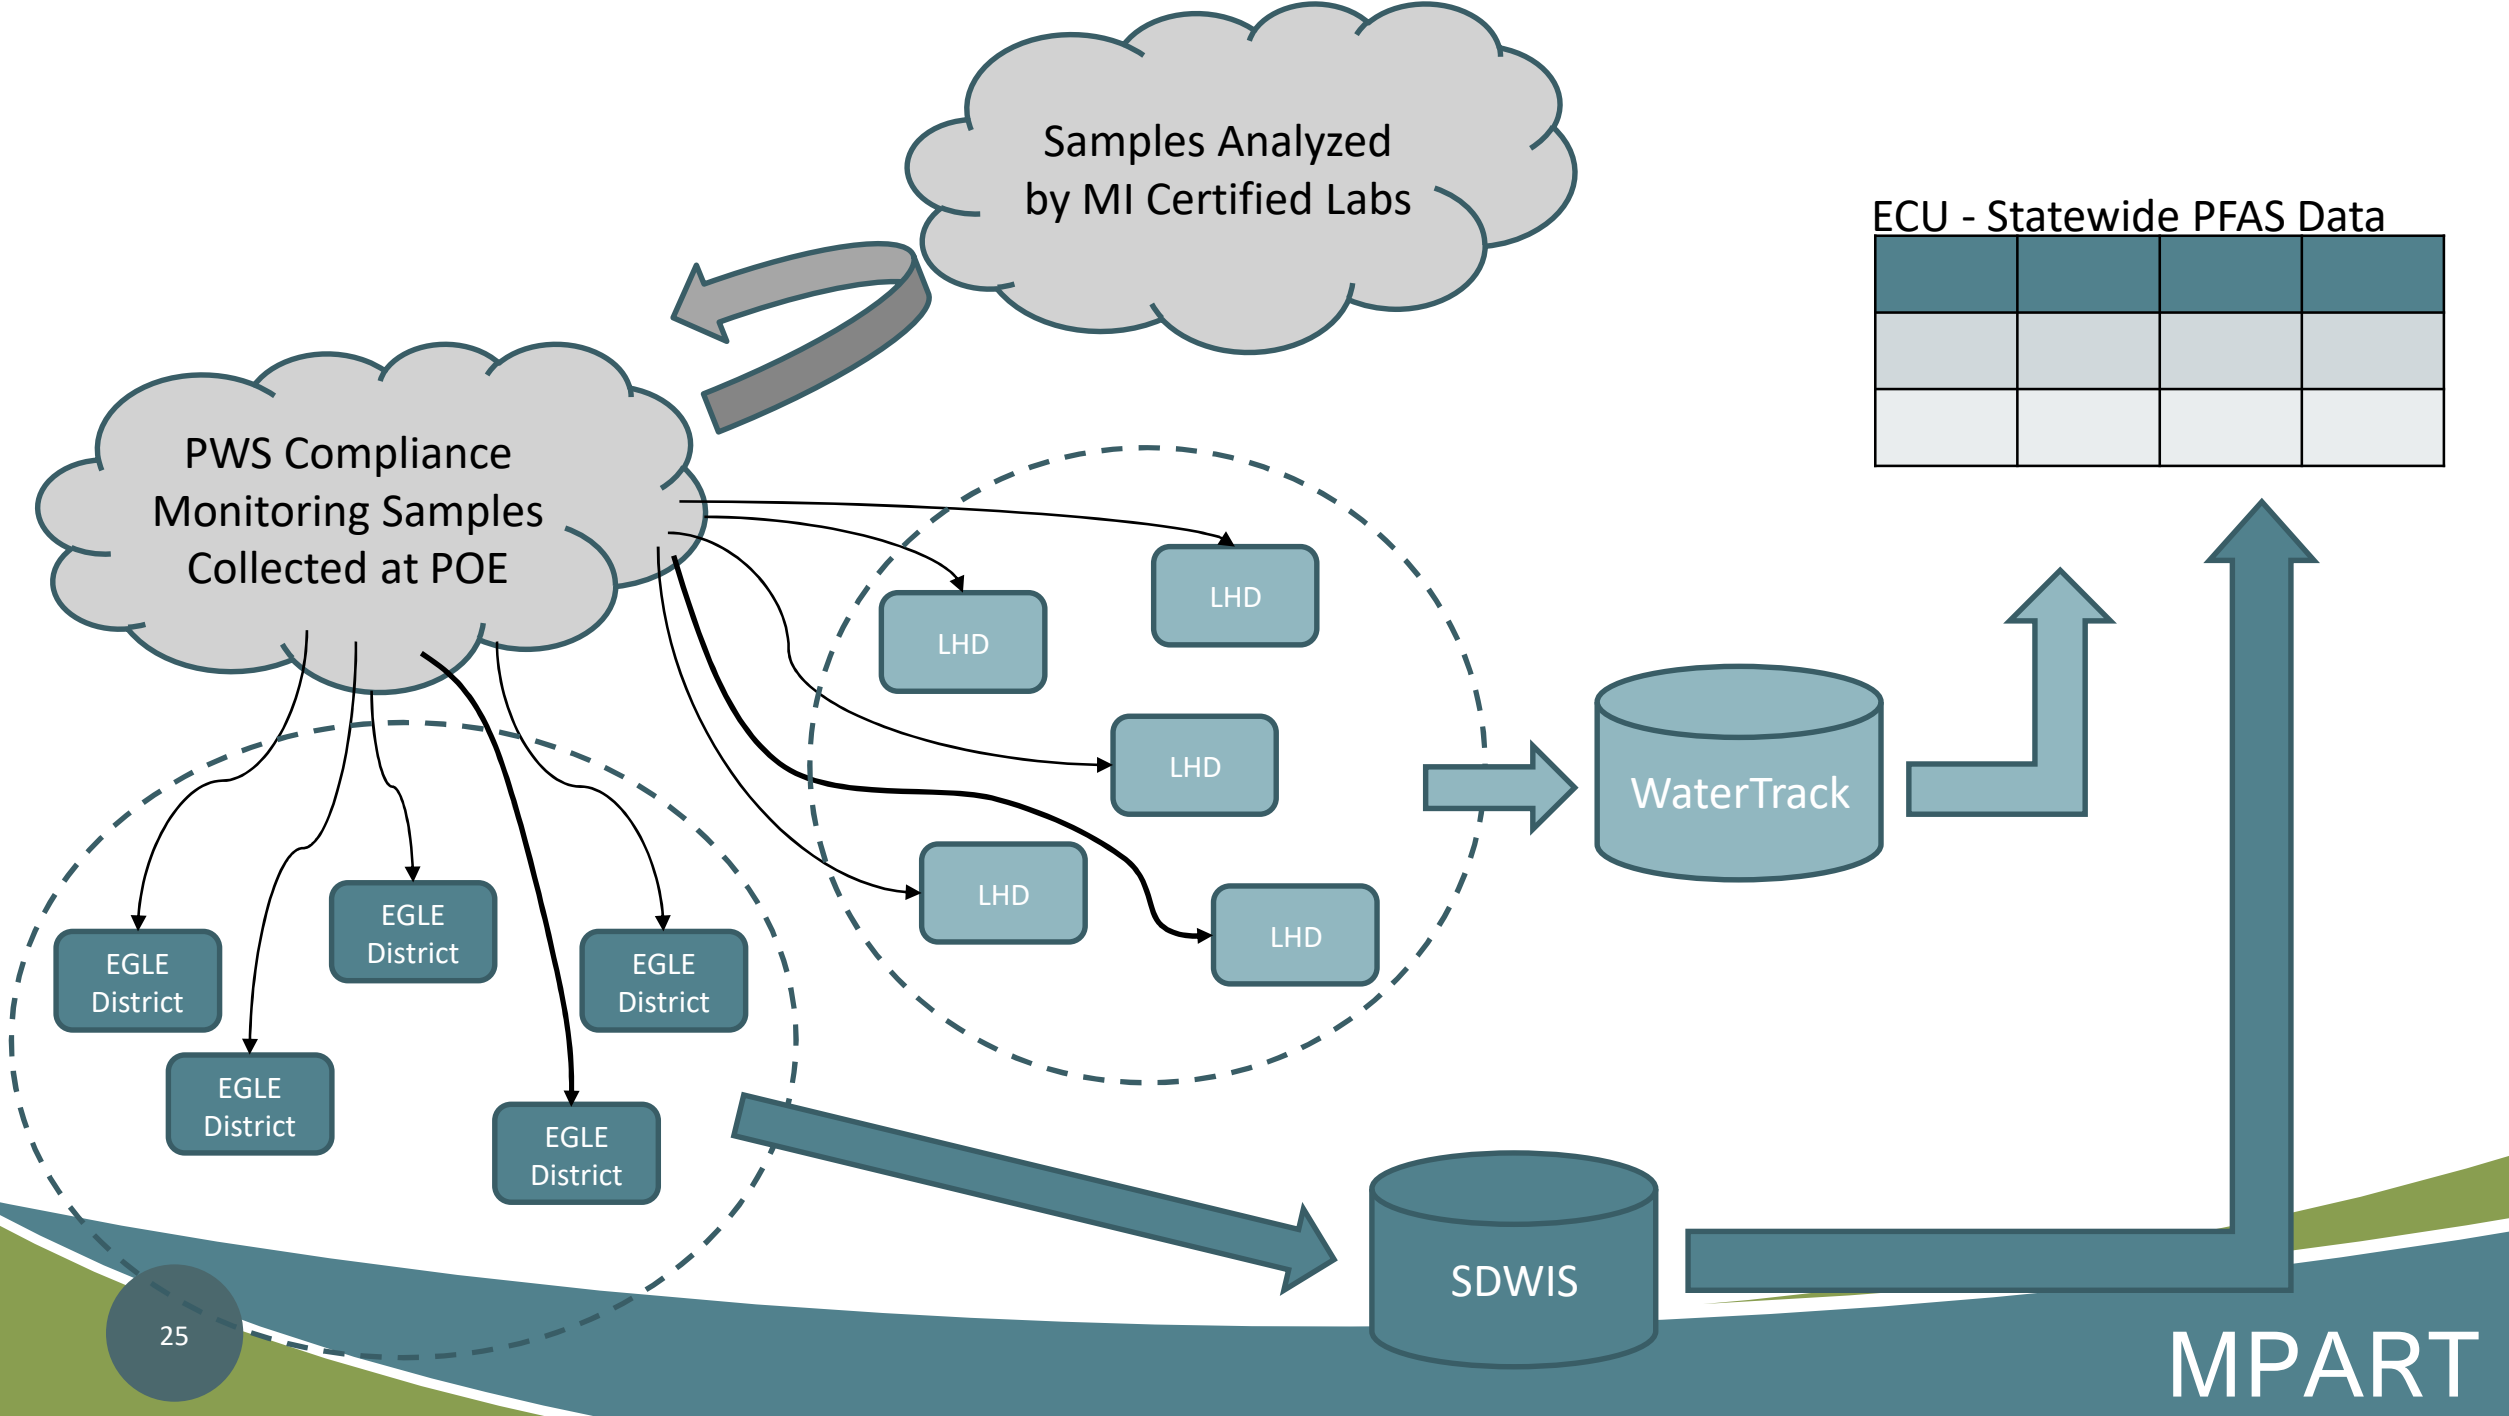 Samples Analyzed
by MI Certified Labs
ECU - Statewide PFAS Data
PWS Compliance
Monitoring Samples
Collected at POE
LHD
LHD
LHD
LHD
LHD
WaterTrack
EGLE
District
EGLE
District
EGLE
District
EGLE
District
EGLE
District
SDWIS
25
MPART